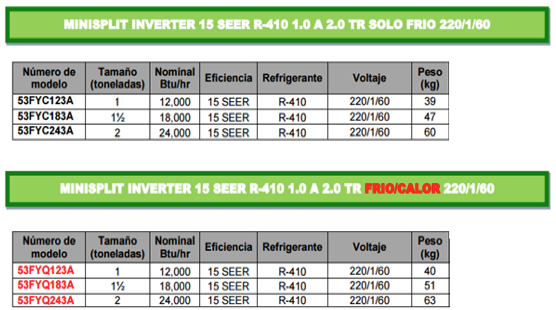 MINISPLIT INVERTER 15 SEER R-410 1.0 A 2.0 TR SOLO FRIO 220/1/60
Número de modelo Tamaño (toneladas) Nominal Btu/hr Eficiencia Refrigerante Voltaje Peso (kg)
53FYC123A 1 12,000 15 SEER R-410 220/1/60 39
53FYC183A 1½ 18,000 15 SEER R-410 220/1/60 47
53FYC243A 2 24,000 15 SEER R-410 220/1/60 60
MINISPLIT INVERTER 15 SEER R-410 1.0 A 2.0 TR FRIO/CALOR 220/1/60
Número de modelo Tamaño (toneladas) Nominal Btu/hr Eficiencia Refrigerante Voltaje Peso (kg)
53FYQ123A 1 12,000 15 SEER R-410 220/1/60 40
53FYQ183A 1½ 18,000 15 SEER R-410 220/1/60 51
53FYQ243A 2 24,000 15 SEER R-410 220/1/60 63